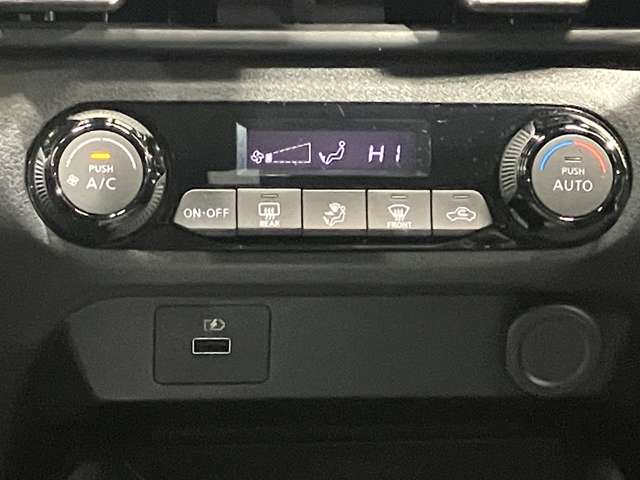 PUSH
A/C
HI
PUSH
AUTO
ON·OFF
REAR
FRONT